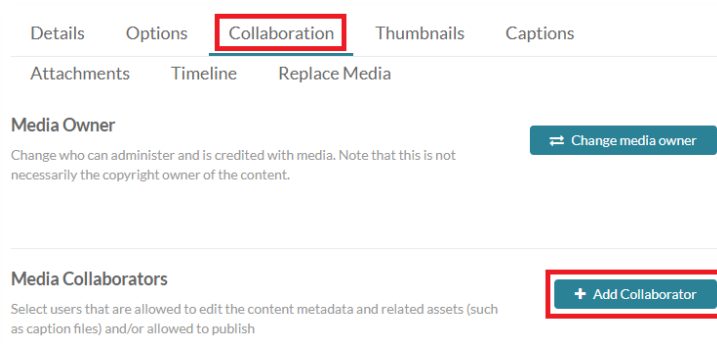 Details Options Collaboration Thumbnails Captions
Attachments Timeline Replace Media
Media Owner
Change media owner
Change who can administer and is credited with media. Note that this is not
necessarily the copyright owner of the content.
Media Collaborators
Add Collaborator
Select users that are allowed to edit the content metadata and related assets (such
as caption files) and/or allowed to publish